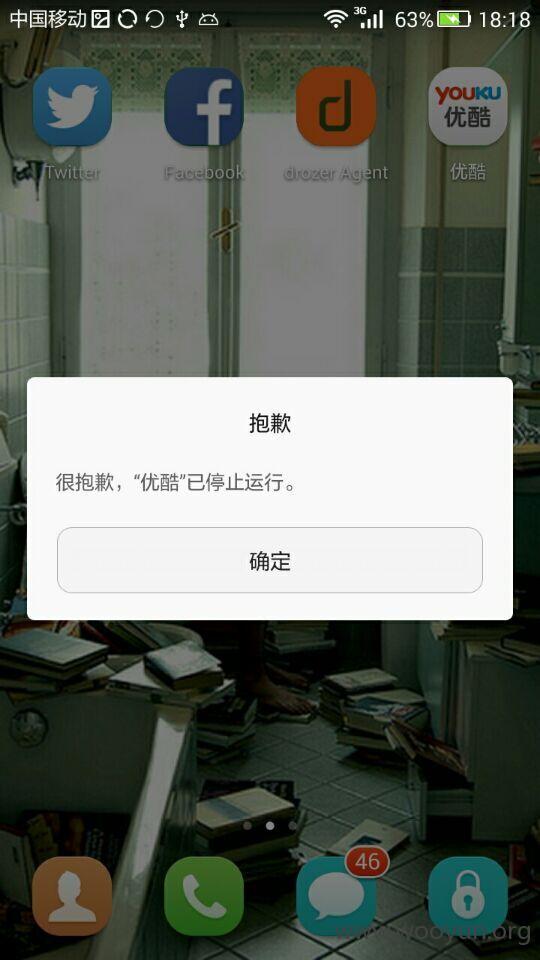 中国移动
3G
63%
18:18
YOUKU
优酷
Twitter
Facebook
drozer Agent
优酷
抱歉
很抱歉，“优酷”已停止运行。
确定
46
www.wooyun.org